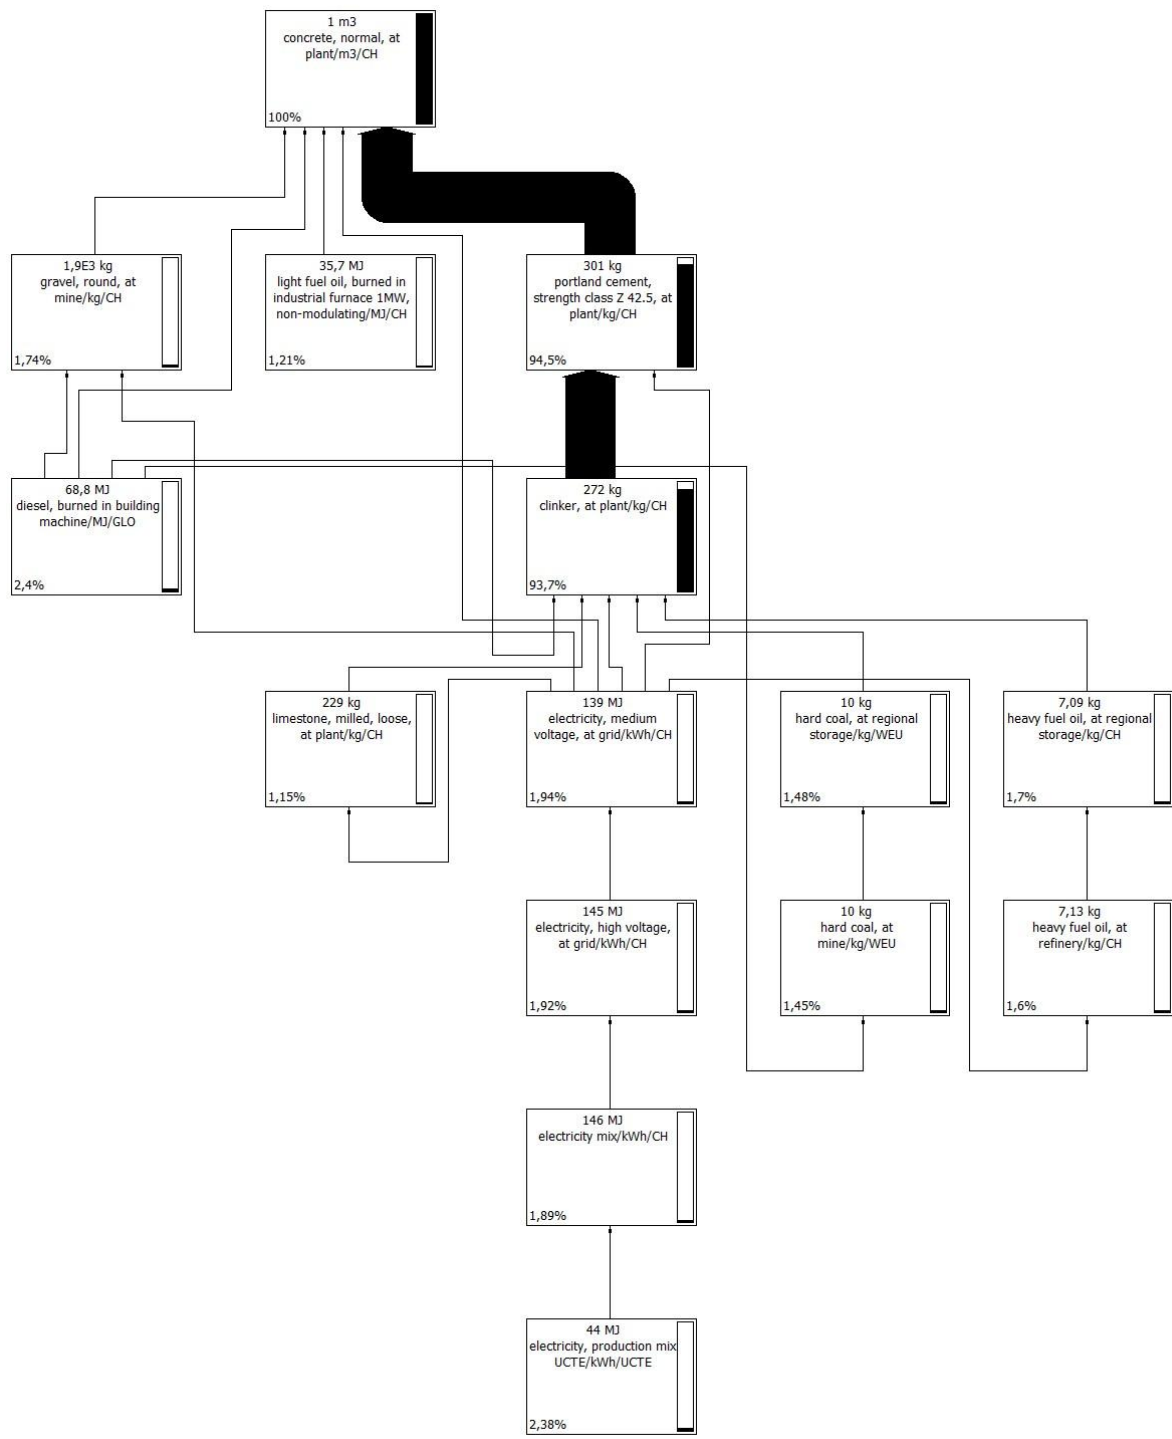 1 m3
concrete, normal, at
plant/m3/CH
100%
1,9E3 kg
gravel, round, at
mine/kg/CH
1,74%
35,7 MJ
light fuel oil, burned in
industrial furnace 1MW,
non-modulating/MJ/CH
1,21%
301 kg
portland cement,
strength class Z 42.5, at
plant/kg/CH
94,5%
68,8 MJ
diesel, burned in building
machine/MJ/GLO
2,4%
272 kg
clinker, at plant/kg/CH
93,7%
229 kg
limestone, milled, loose,
at plant/kg/CH
1,15%
139 MJ
electricity, medium
voltage, at grid/kWh/CH
1,94%
10 kg
hard coal, at regional
storage/kg/WEU
1,48%
7,09 kg
heavy fuel oil, at regional
storage/kg/CH
1,7%
145 MJ
electricity, high voltage,
at grid/kWh/CH
1,92%
10 kg
hard coal, at
mine/kg/WEU
1,45%
7,13 kg
heavy fuel oil, at
refinery/kg/CH
1,6%
146 MJ
electricity mix/kWh/CH
1,89%
44 MJ
electricity, production mix
UCTE/kWh/UCTE
2,38%